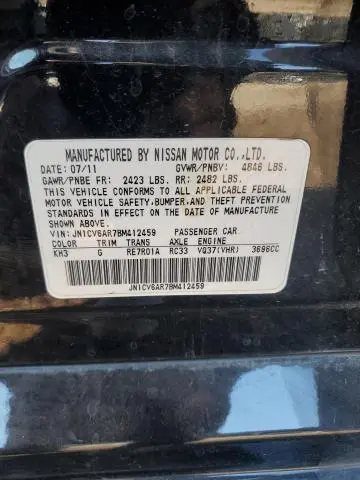 MANUFACTURED BY NISSAN MOTOR CO.,LTD.
DATE: 07/11 GVWR/PNBV: 4846 LBS.
GAWR/PNBE FR: 2423 LBS. RR: 2482 LBS.
THIS VEHICLE CONFORMS TO ALL APPLICABLE FEDERAL
MOTOR VEHICLE SAFETY,BUMPER,AND THEFT PREVENTION
STANDARDS IN EFFECT ON THE DATE OF MANUFACTURE
SHOWN ABOVE.
VIN: JN1CV6AR7BM412459 PASSENGER CAR
COLOR TRIM TRANS AXLE ENGINE
KH3 G RE7R01A RC33 VQ37(VHR) 3696CC
JN1CV6AR7BM412459